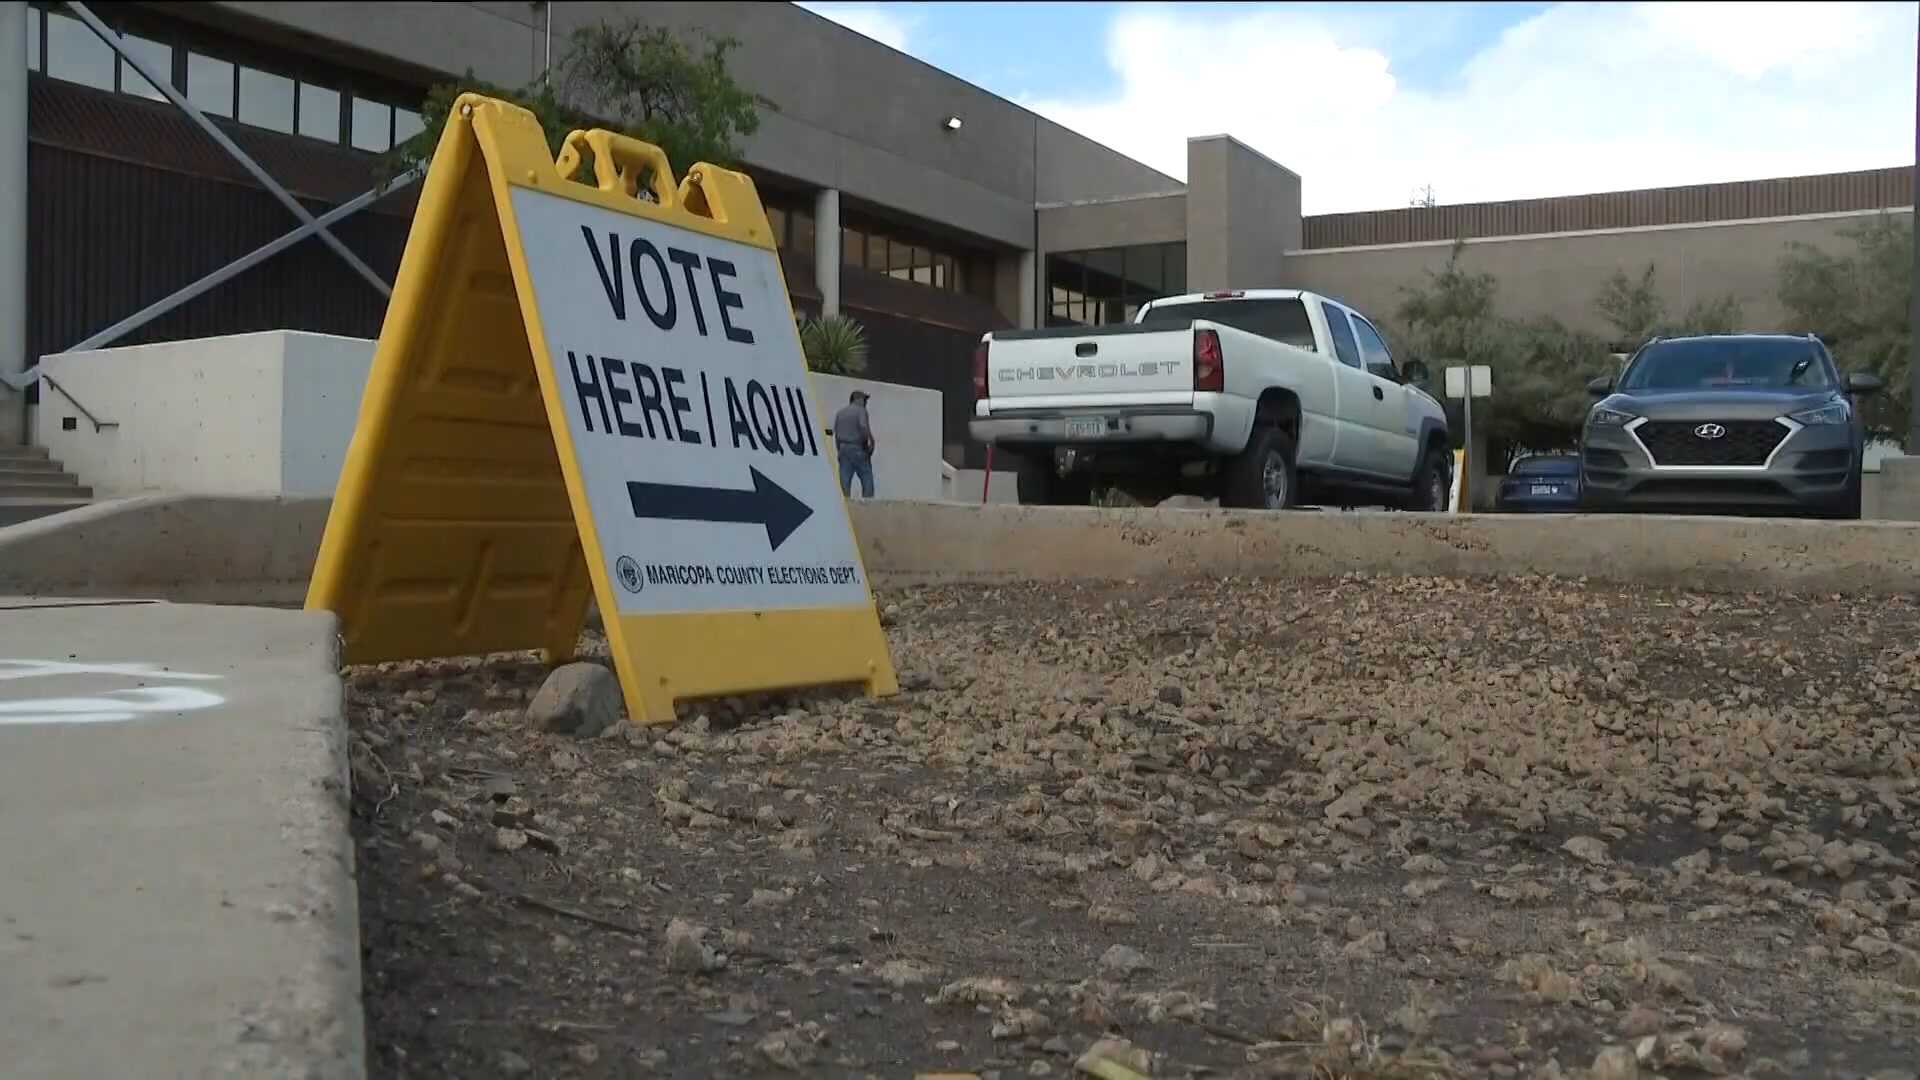 VOTE
HERE / AQUI
MARICOPA COUNTY ELECTIONS DEPT.
CHEVROLET